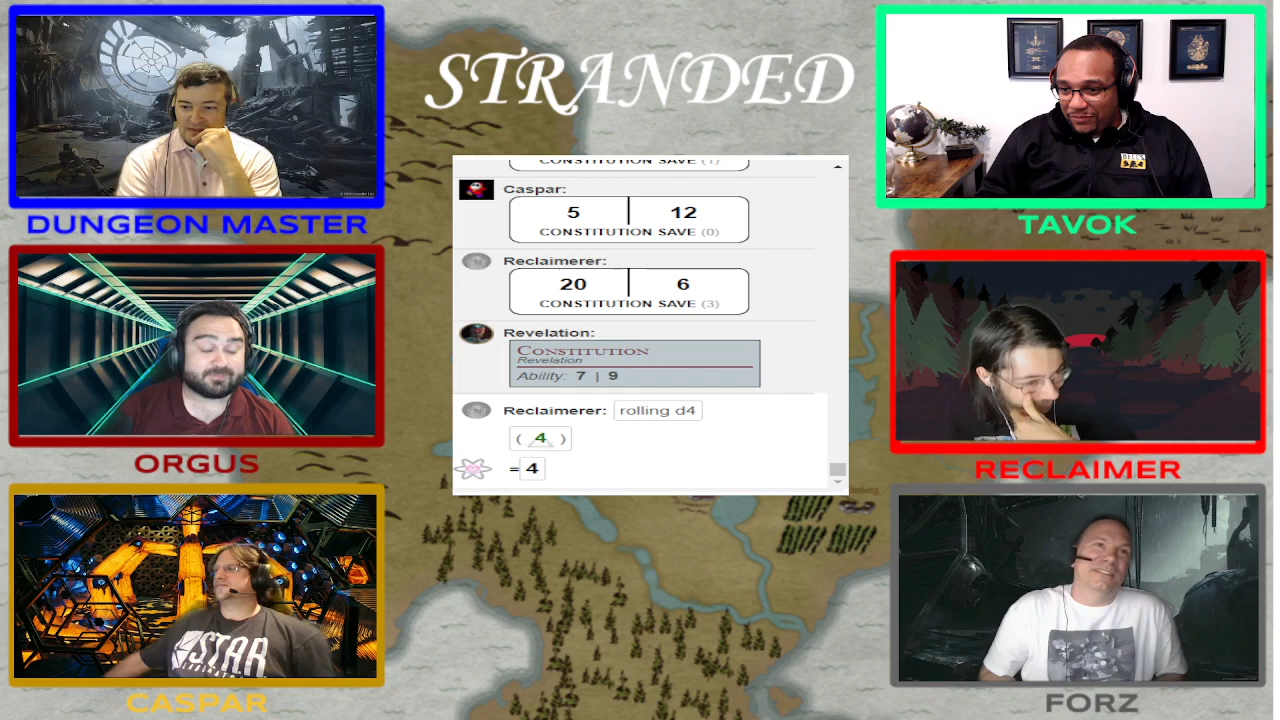 STRANDED
DUNGEON MASTER
TAVOK
ORGUS
RECLAIMER
CASPAR
FORZ
CONSTITUTION SAVE (1)
Caspar:
5 | 12
CONSTITUTION SAVE (0)
Reclaimerer:
20 | 6
CONSTITUTION SAVE (3)
Revelation:
CONSTITUTION
Revelation
Ability: 7 | 9
Reclaimerer: rolling d4
( 4 )
= 4
BELL'S
STAR